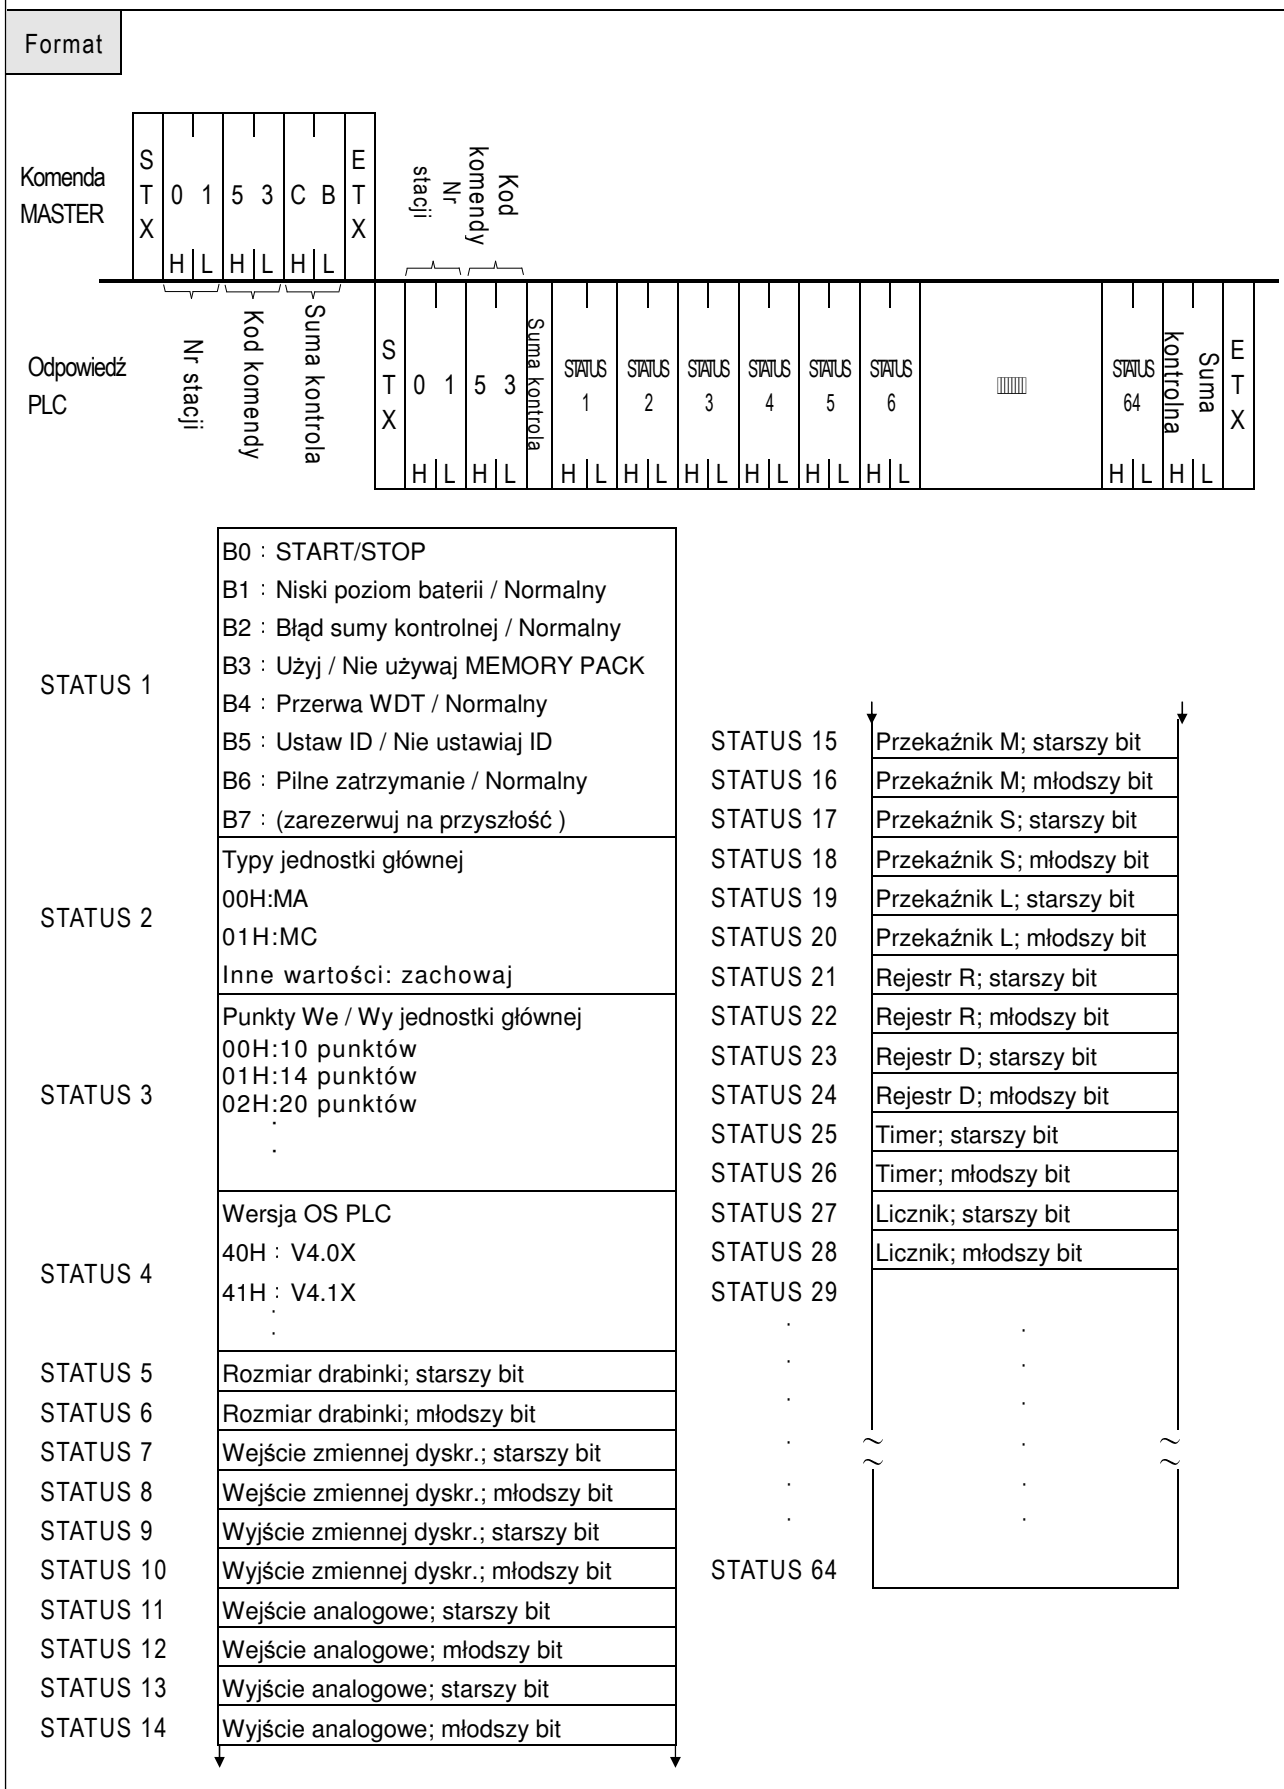 Format
Komenda
MASTER
S
T
X
0 1
5 3
C B
E
T
X
H L H L H L
Nr
stacji
Kod
komendy
Nr stacji
Kod komendy
Suma kontrola
Odpowiedź
PLC
S
T
X
0 1
5 3
Suma kontrola
STATUS
1
STATUS
2
STATUS
3
STATUS
4
STATUS
5
STATUS
6
STATUS
64
Suma
kontrolna
E
T
X
H L H L H L H L H L H L H L H L H L H L
STATUS 1
B0 : START/STOP
B1 : Niski poziom baterii / Normalny
B2 : Błąd sumy kontrolnej / Normalny
B3 : Użyj / Nie używaj MEMORY PACK
B4 : Przerwa WDT / Normalny
B5 : Ustaw ID / Nie ustawiaj ID
B6 : Pilne zatrzymanie / Normalny
B7 : (zarezerwuj na przyszłość )
STATUS 2
Typy jednostki głównej
00H:MA
01H:MC
Inne wartości: zachowaj
STATUS 3
Punkty We / Wy jednostki głównej
00H:10 punktów
01H:14 punktów
02H:20 punktów
.
.
STATUS 4
Wersja OS PLC
40H : V4.0X
41H : V4.1X
.
.
STATUS 5 Rozmiar drabinki; starszy bit
STATUS 6 Rozmiar drabinki; młodszy bit
STATUS 7 Wejście zmiennej dyskr.; starszy bit
STATUS 8 Wejście zmiennej dyskr.; młodszy bit
STATUS 9 Wyjście zmiennej dyskr.; starszy bit
STATUS 10 Wyjście zmiennej dyskr.; młodszy bit
STATUS 11 Wejście analogowe; starszy bit
STATUS 12 Wejście analogowe; młodszy bit
STATUS 13 Wyjście analogowe; starszy bit
STATUS 14 Wyjście analogowe; młodszy bit
STATUS 15 Przekaźnik M; starszy bit
STATUS 16 Przekaźnik M; młodszy bit
STATUS 17 Przekaźnik S; starszy bit
STATUS 18 Przekaźnik S; młodszy bit
STATUS 19 Przekaźnik L; starszy bit
STATUS 20 Przekaźnik L; młodszy bit
STATUS 21 Rejestr R; starszy bit
STATUS 22 Rejestr R; młodszy bit
STATUS 23 Rejestr D; starszy bit
STATUS 24 Rejestr D; młodszy bit
STATUS 25 Timer; starszy bit
STATUS 26 Timer; młodszy bit
STATUS 27 Licznik; starszy bit
STATUS 28 Licznik; młodszy bit
STATUS 29
. .
. .
. .
. .
. .
. .
STATUS 64